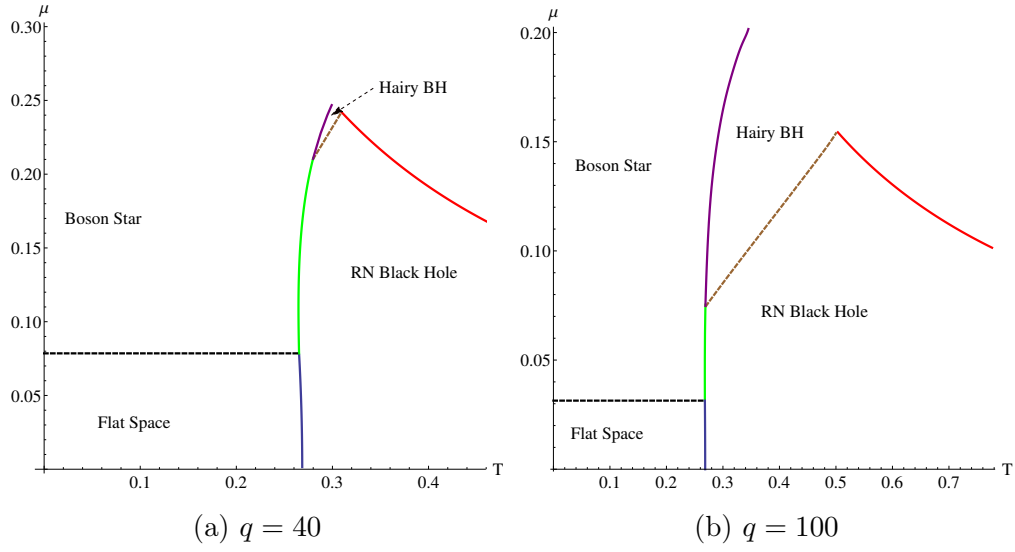 μ
0.30
0.25
Hairy BH
0.20
Boson Star
0.15
RN Black Hole
0.10
0.05
Flat Space
0.1 0.2 0.3 0.4 T
(a) q = 40
μ
0.20
0.15
Hairy BH
Boson Star
0.10
RN Black Hole
0.05
Flat Space
0.1 0.2 0.3 0.4 0.5 0.6 0.7 T
(b) q = 100